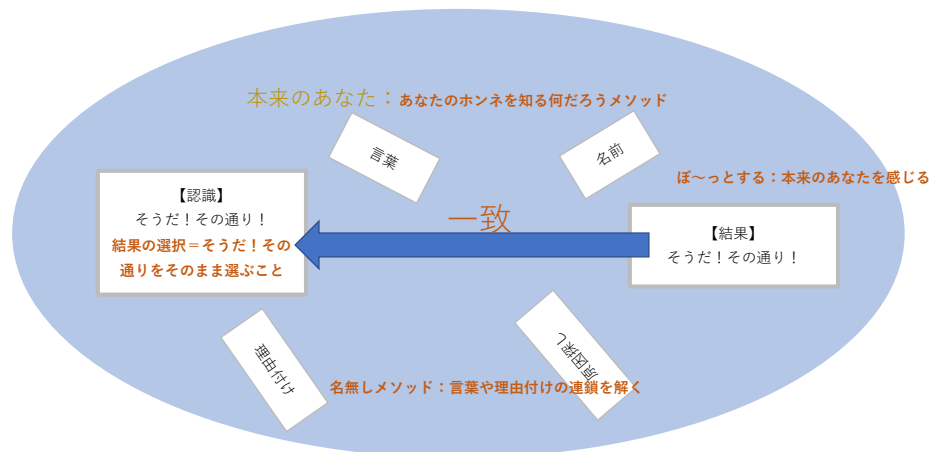 本来のあなた：あなたのホンネを知る何だろうメソッド
言葉
名前
ぼ～っとする：本来のあなたを感じる
【認識】
そうだ！その通り！
結果の選択＝そうだ！その
通りをそのまま選ぶこと
一致
【結果】
そうだ！その通り！
理由付け
原因探し
名無しメソッド：言葉や理由付けの連鎖を解く